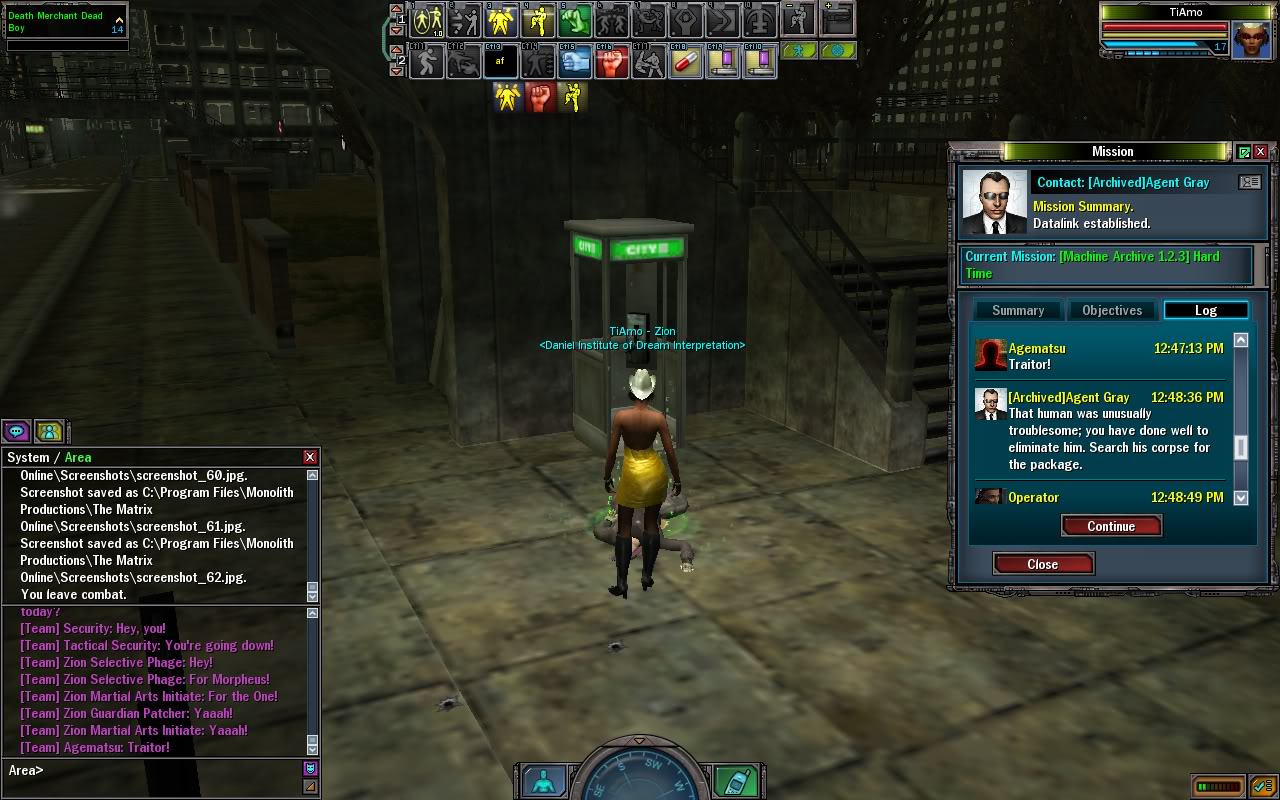 Death Merchant Dead
Boy
14
1
1.0
2
Ctrl3
af
TiAmo
17
Mission
Contact: [Archived]Agent Gray
Mission Summary.
Datalink established.
Current Mission: [Machine Archive 1.2.3] Hard
Time
Summary
Objectives
Log
Agematsu
12:47:13 PM
Traitor!
[Archived]Agent Gray
12:48:36 PM
That human was unusually
troublesome; you have done well to
eliminate him. Search his corpse for
the package.
Operator
12:48:49 PM
Continue
Close
CITY
TiAmo - Zion
<Daniel Institute of Dream Interpretation>
System / Area
Online\Screenshots\screenshot_60.jpg.
Screenshot saved as C:\Program Files\Monolith
Productions\The Matrix
Online\Screenshots\screenshot_61.jpg.
Screenshot saved as C:\Program Files\Monolith
Productions\The Matrix
Online\Screenshots\screenshot_62.jpg.
You leave combat.
today?
[Team] Security: Hey, you!
[Team] Tactical Security: You're going down!
[Team] Zion Selective Phage: Hey!
[Team] Zion Selective Phage: For Morpheus!
[Team] Zion Martial Arts Initiate: For the One!
[Team] Zion Guardian Patcher: Yaaah!
[Team] Zion Martial Arts Initiate: Yaaah!
[Team] Agematsu: Traitor!
Area>
SE
S
SW
W